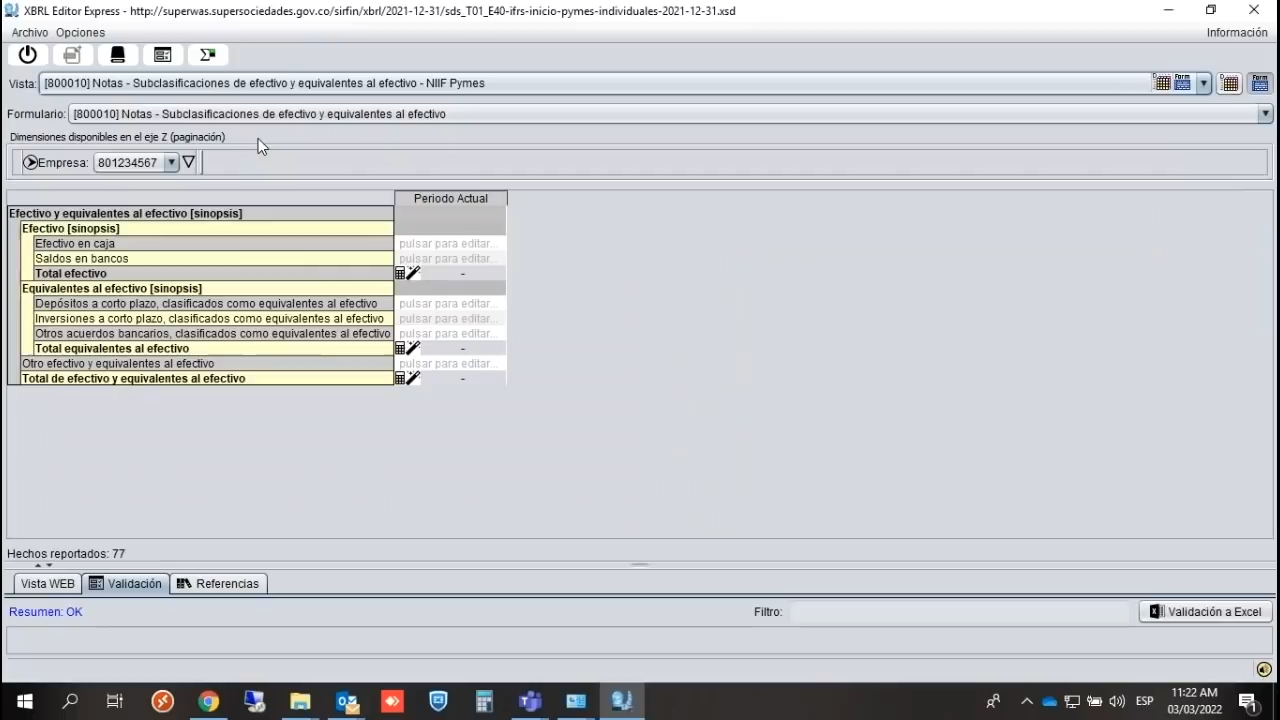 XBRL Editor Express - http://superwas.supersociedades.gov.co/sirfin/xbrl/2021-12-31/sds_T01_E40-ifrs-inicio-pymes-individuales-2021-12-31.xsd
Archivo Opciones Información
Vista: [800010] Notas - Subclasificaciones de efectivo y equivalentes al efectivo - NIIF Pymes
Formulario: [800010] Notas - Subclasificaciones de efectivo y equivalentes al efectivo
Dimensiones disponibles en el eje Z (paginación)
Empresa: 801234567
Periodo Actual
Efectivo y equivalentes al efectivo [sinopsis]
Efectivo [sinopsis]
Efectivo en caja pulsar para editar...
Saldos en bancos pulsar para editar...
Total efectivo -
Equivalentes al efectivo [sinopsis]
Depósitos a corto plazo, clasificados como equivalentes al efectivo pulsar para editar...
Inversiones a corto plazo, clasificados como equivalentes al efectivo pulsar para editar...
Otros acuerdos bancarios, clasificados como equivalentes al efectivo pulsar para editar...
Total equivalentes al efectivo -
Otro efectivo y equivalentes al efectivo pulsar para editar...
Total de efectivo y equivalentes al efectivo -
Hechos reportados: 77
Vista WEB Validación Referencias
Resumen: OK Filtro: Validación a Excel
ESP 11:22 AM
03/03/2022 1